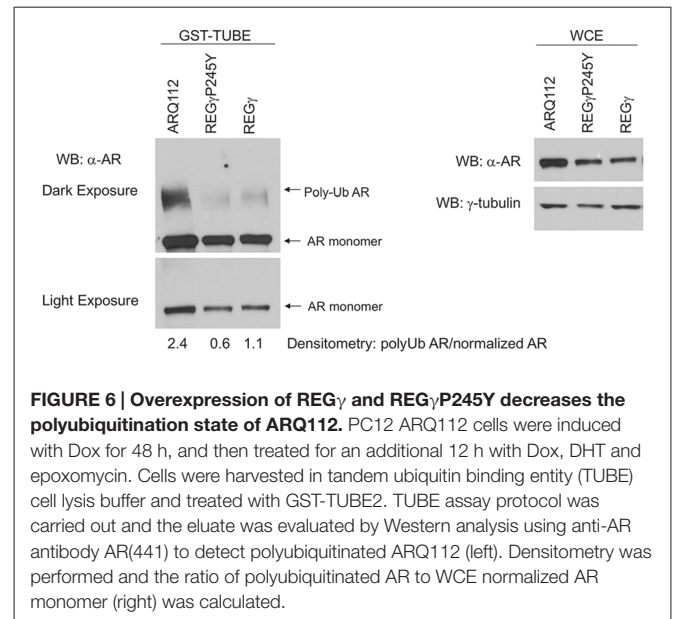 GST-TUBE
ARQ112
REGγP245Y
REGγ
WB: α-AR
Dark Exposure
Poly-Ub AR
AR monomer
Light Exposure
AR monomer
2.4 0.6 1.1 Densitometry: polyUb AR/normalized AR
WCE
ARQ112
REGγP245Y
REGγ
WB: α-AR
WB: γ-tubulin
FIGURE 6 | Overexpression of REGγ and REGγP245Y decreases the
polyubiquitination state of ARQ112. PC12 ARQ112 cells were induced
with Dox for 48 h, and then treated for an additional 12 h with Dox, DHT and
epoxomycin. Cells were harvested in tandem ubiquitin binding entity (TUBE)
cell lysis buffer and treated with GST-TUBE2. TUBE assay protocol was
carried out and the eluate was evaluated by Western analysis using anti-AR
antibody AR(441) to detect polyubiquitinated ARQ112 (left). Densitometry was
performed and the ratio of polyubiquitinated AR to WCE normalized AR
monomer (right) was calculated.